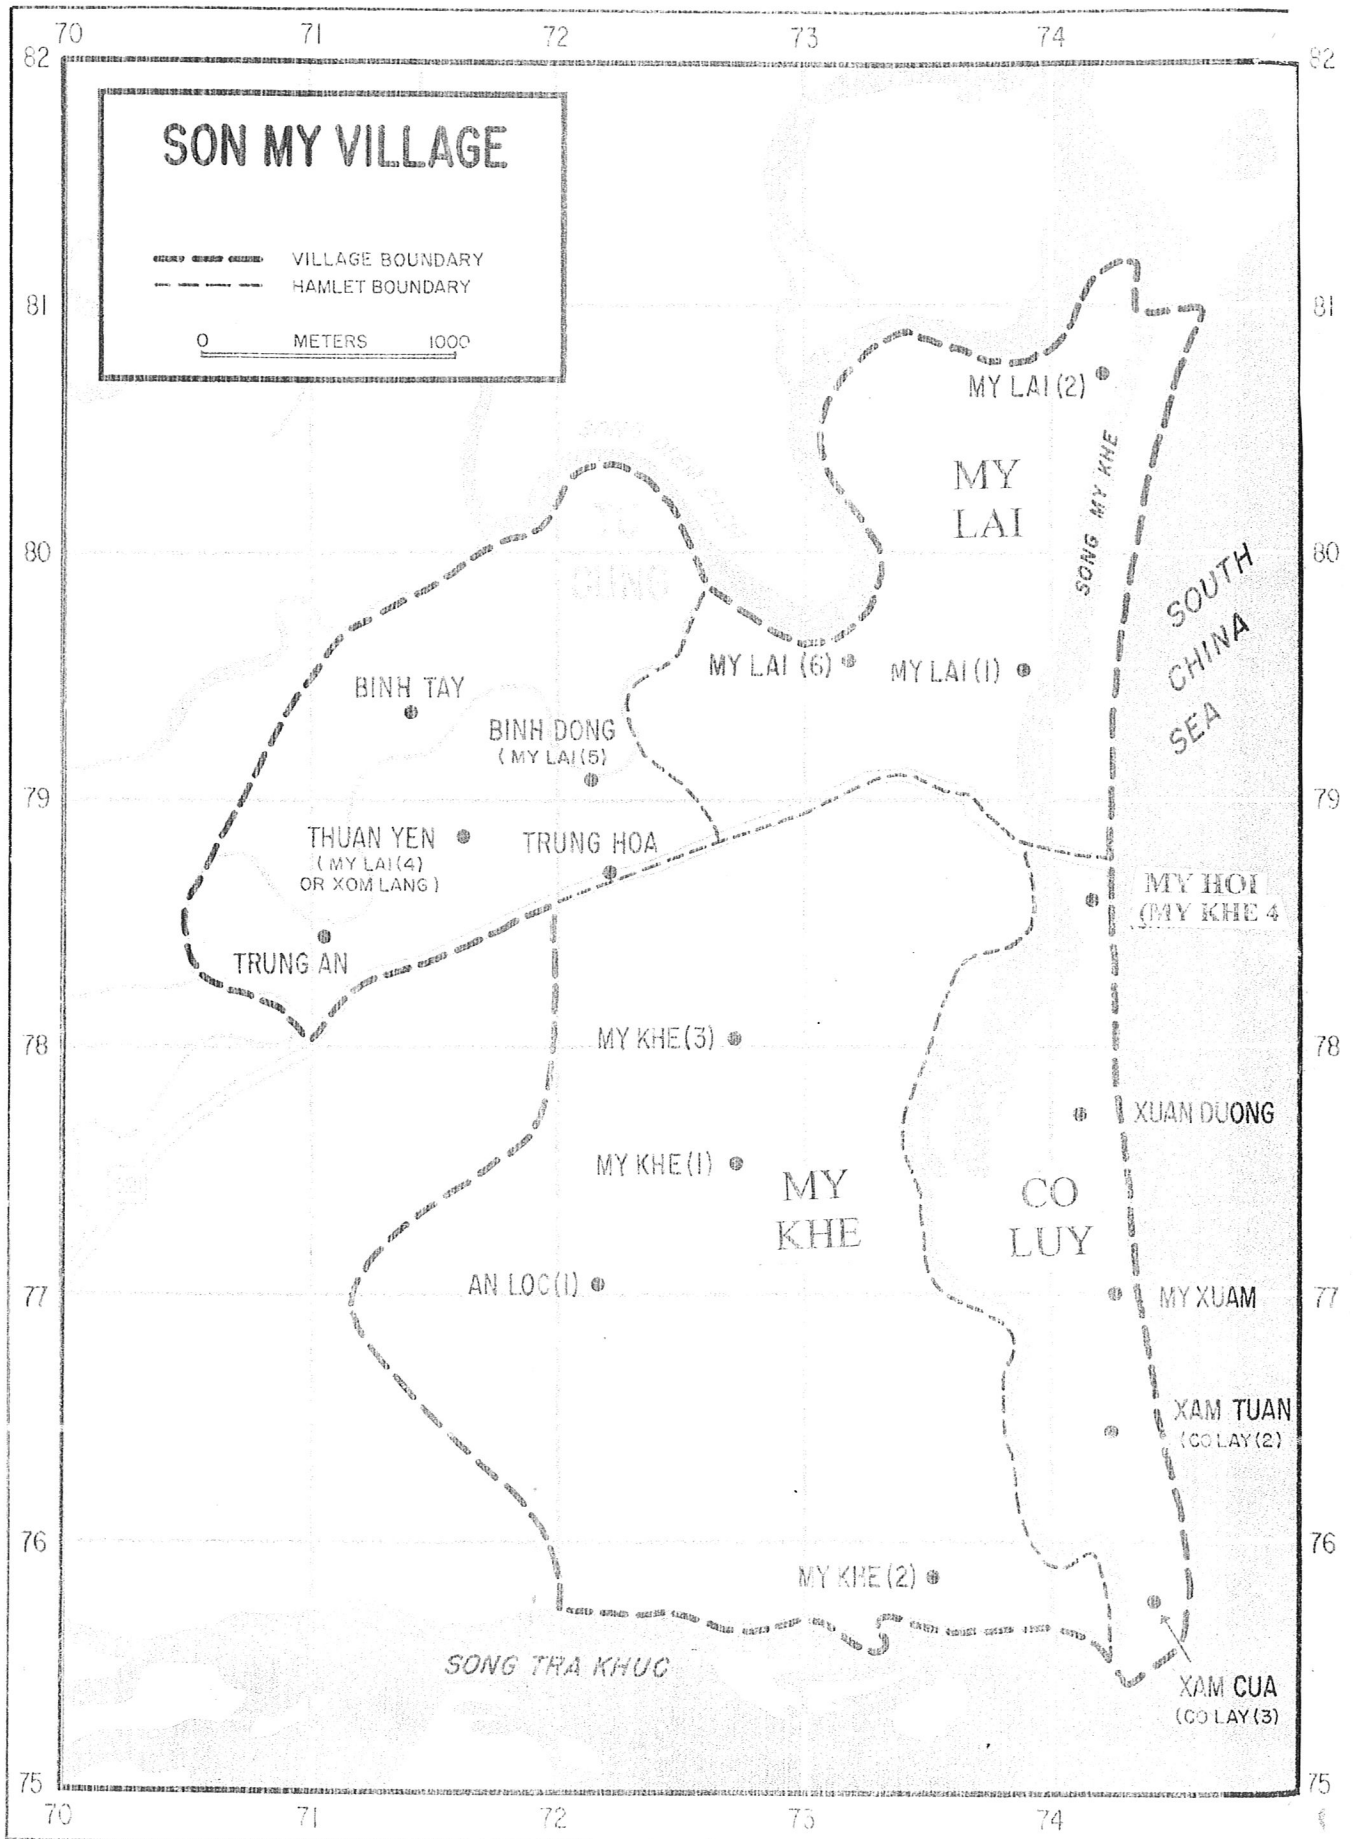 70 71 72 73 74
82 82
SON MY VILLAGE
VILLAGE BOUNDARY
HAMLET BOUNDARY
0 METERS 1000
81 81
MY LAI (2)
MY
LAI
SONG MY KHE
80 80
TU
CUNG
SOUTH
CHINA
SEA
MY LAI (6)
MY LAI (1)
BINH TAY
BINH DONG
(MY LAI (5)
79 79
THUAN YEN
(MY LAI (4)
OR XOM LANG)
TRUNG HOA
MY HOI
(MY KHE 4
TRUNG AN
78 78
MY KHE (3)
XUAN DUONG
MY KHE (1)
MY
KHE
CO
LUY
AN LOC (1)
77 77
MY XUAM
XAM TUAN
(CO LAY (2)
76 76
MY KHE (2)
SONG TRA KHUC
XAM CUA
(CO LAY (3)
75 75
70 71 72 73 74